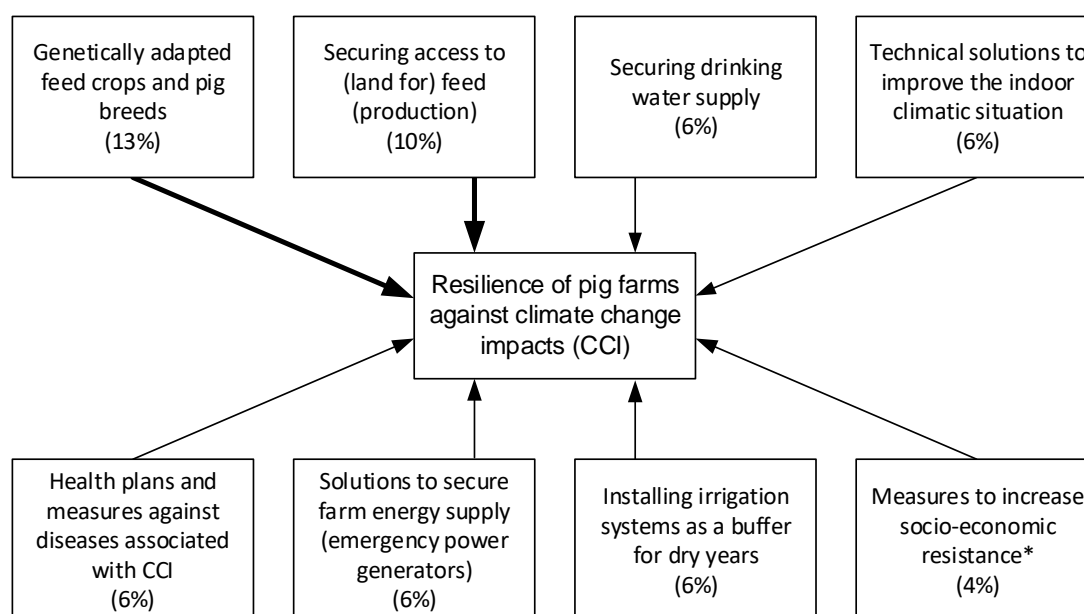 Genetically adapted
feed crops and pig
breeds
(13%)
Securing access to
(land for) feed
(production)
(10%)
Securing drinking
water supply
(6%)
Technical solutions to
improve the indoor
climatic situation
(6%)
Resilience of pig farms
against climate change
impacts (CCI)
Health plans and
measures against
diseases associated
with CCI
(6%)
Solutions to secure
farm energy supply
(emergency power
generators)
(6%)
Installing irrigation
systems as a buffer
for dry years
(6%)
Measures to increase
socio-economic
resistance*
(4%)